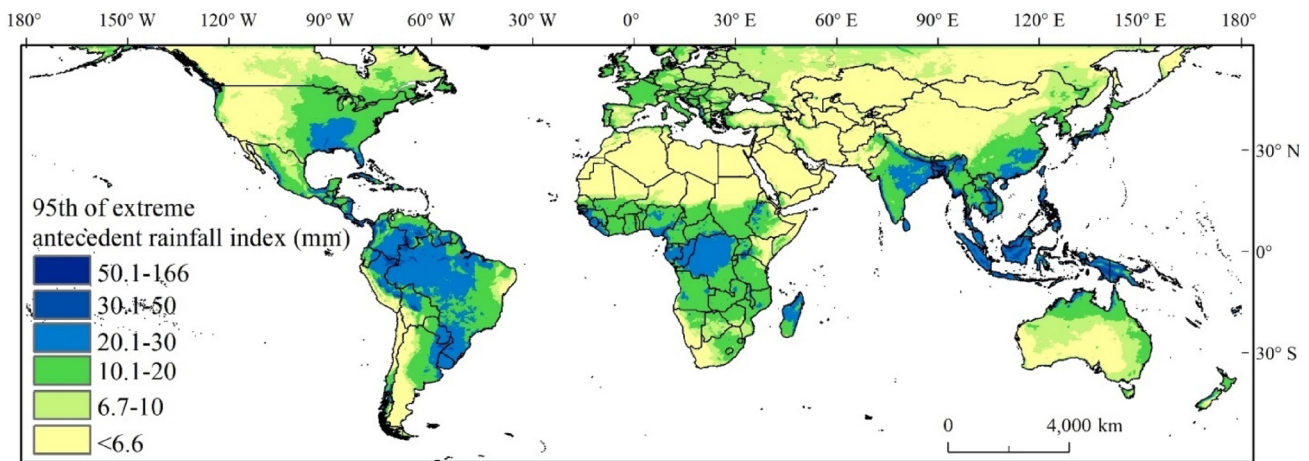 180° 150° W 120° W 90° W 60° W 30° W 0° 30° E 60° E 90° E 120° E 150° E 180°
30° N
0°
30° S
95th of extreme
antecedent rainfall index (mm)
50.1-166
30.1-50
20.1-30
10.1-20
6.7-10
<6.6
0 4,000 km